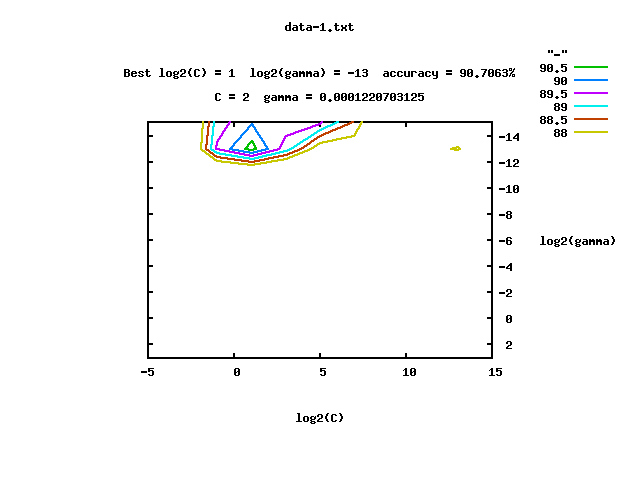 data-1.txt
Best log2(C) = 1  log2(gamma) = -13  accuracy = 90.7063%
C = 2  gamma = 0.0001220703125
"-"
90.5
90
89.5
89
88.5
88
-14
-12
-10
-8
-6
-4
-2
0
2
log2(gamma)
-5 0 5 10 15
log2(C)